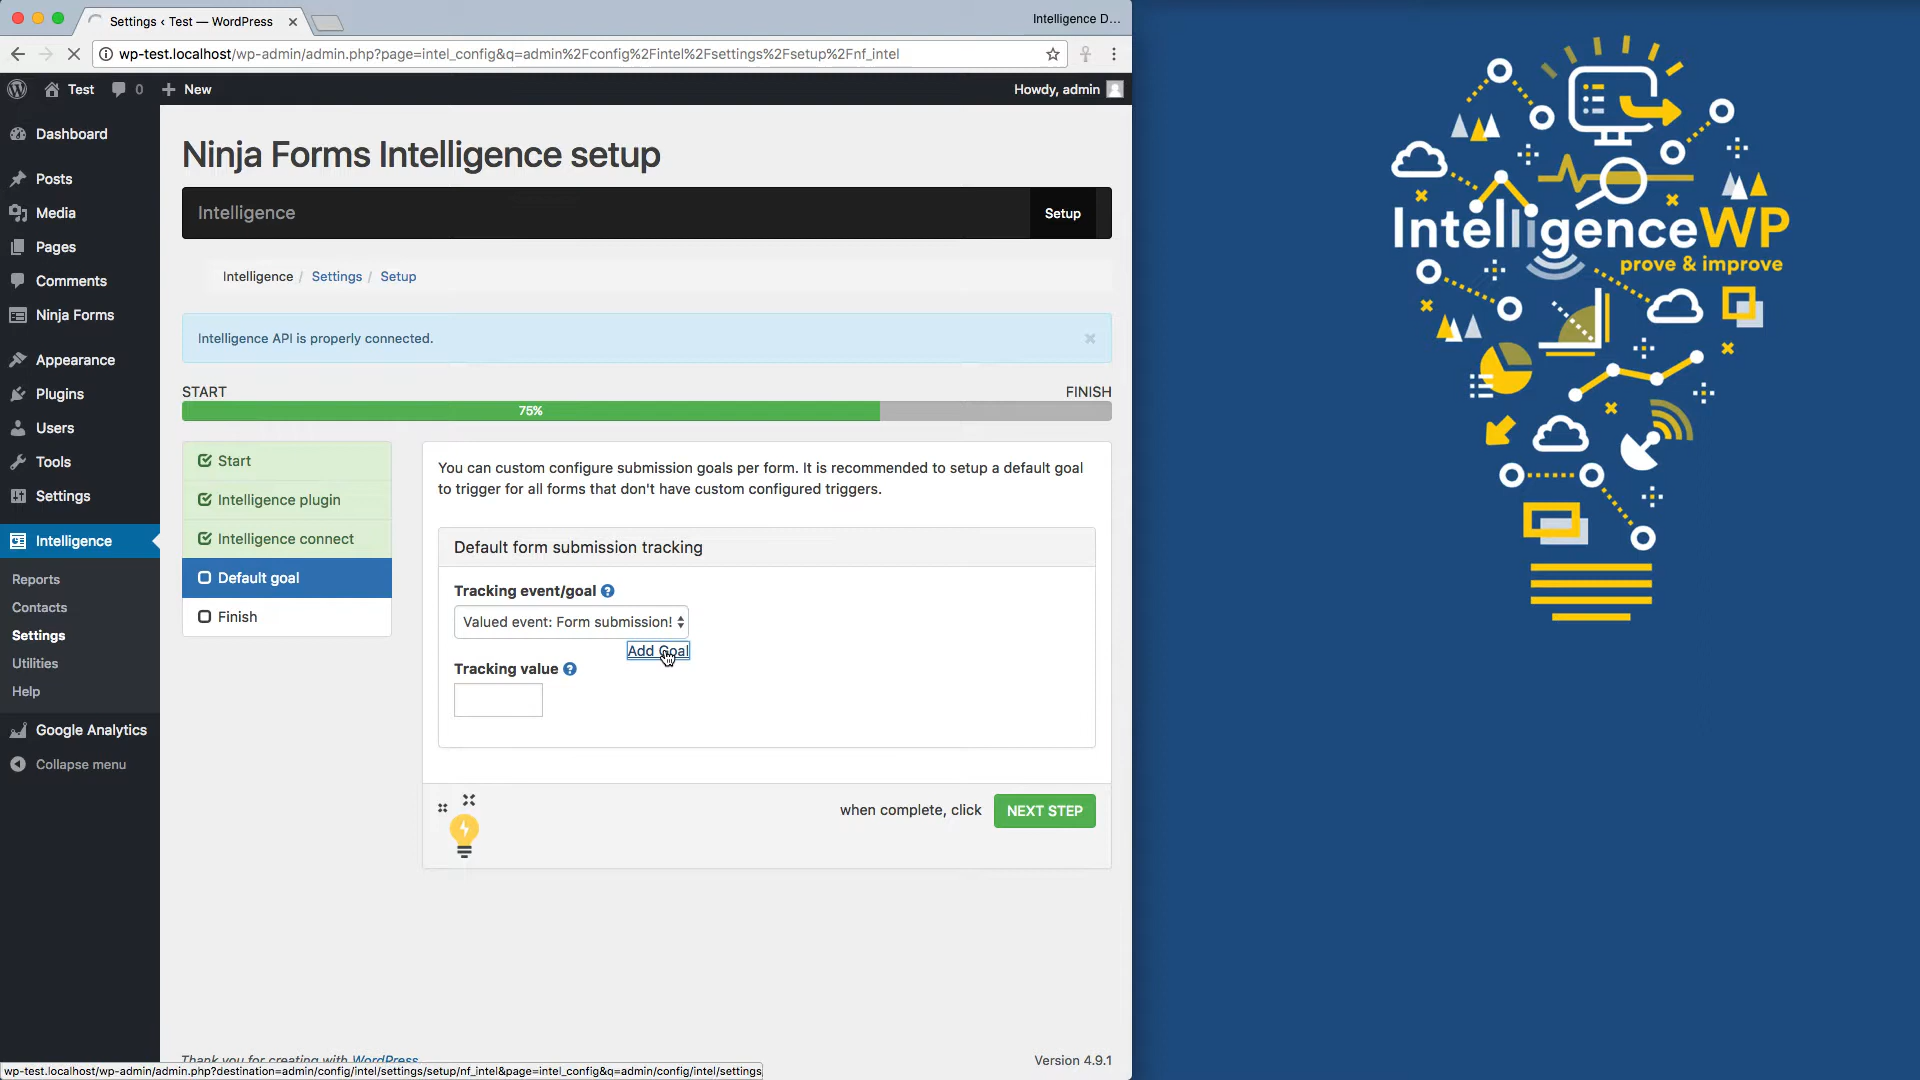 Settings ‹ Test — WordPress
Intelligence D...
wp-test.localhost/wp-admin/admin.php?page=intel_config&q=admin%2Fconfig%2Fintel%2Fsettings%2Fsetup%2Fnf_intel
Test 0 New Howdy, admin
Dashboard
Posts
Media
Pages
Comments
Ninja Forms
Appearance
Plugins
Users
Tools
Settings
Intelligence
Reports
Contacts
Settings
Utilities
Help
Google Analytics
Collapse menu
Ninja Forms Intelligence setup
Intelligence Setup
Intelligence / Settings / Setup
Intelligence API is properly connected. ×
START FINISH
75%
Start
Intelligence plugin
Intelligence connect
Default goal
Finish
You can custom configure submission goals per form. It is recommended to setup a default goal
to trigger for all forms that don't have custom configured triggers.
Default form submission tracking
Tracking event/goal ?
Valued event: Form submission!
Add Goal
Tracking value ?
when complete, click NEXT STEP
Thank you for creating with WordPress
Version 4.9.1
wp-test.localhost/wp-admin/admin.php?destination=admin/config/intel/settings/setup/nf_intel&page=intel_config&q=admin/config/intel/settings
IntelligenceWP
prove & improve